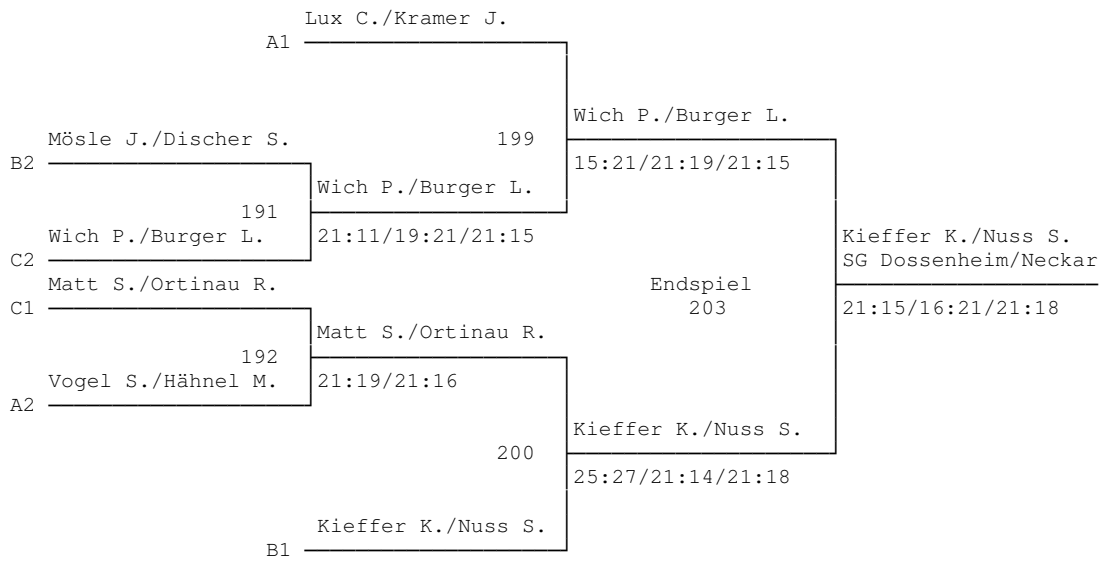 Lux C./Kramer J.
A1
Wich P./Burger L.
Mösle J./Discher S.
199
B2
15:21/21:19/21:15
Wich P./Burger L.
191
Wich P./Burger L.
21:11/19:21/21:15
Kieffer K./Nuss S.
C2
SG Dossenheim/Neckar
Matt S./Ortinau R.
Endspiel
C1
203
21:15/16:21/21:18
Matt S./Ortinau R.
192
Vogel S./Hähnel M.
21:19/21:16
A2
Kieffer K./Nuss S.
200
25:27/21:14/21:18
Kieffer K./Nuss S.
B1